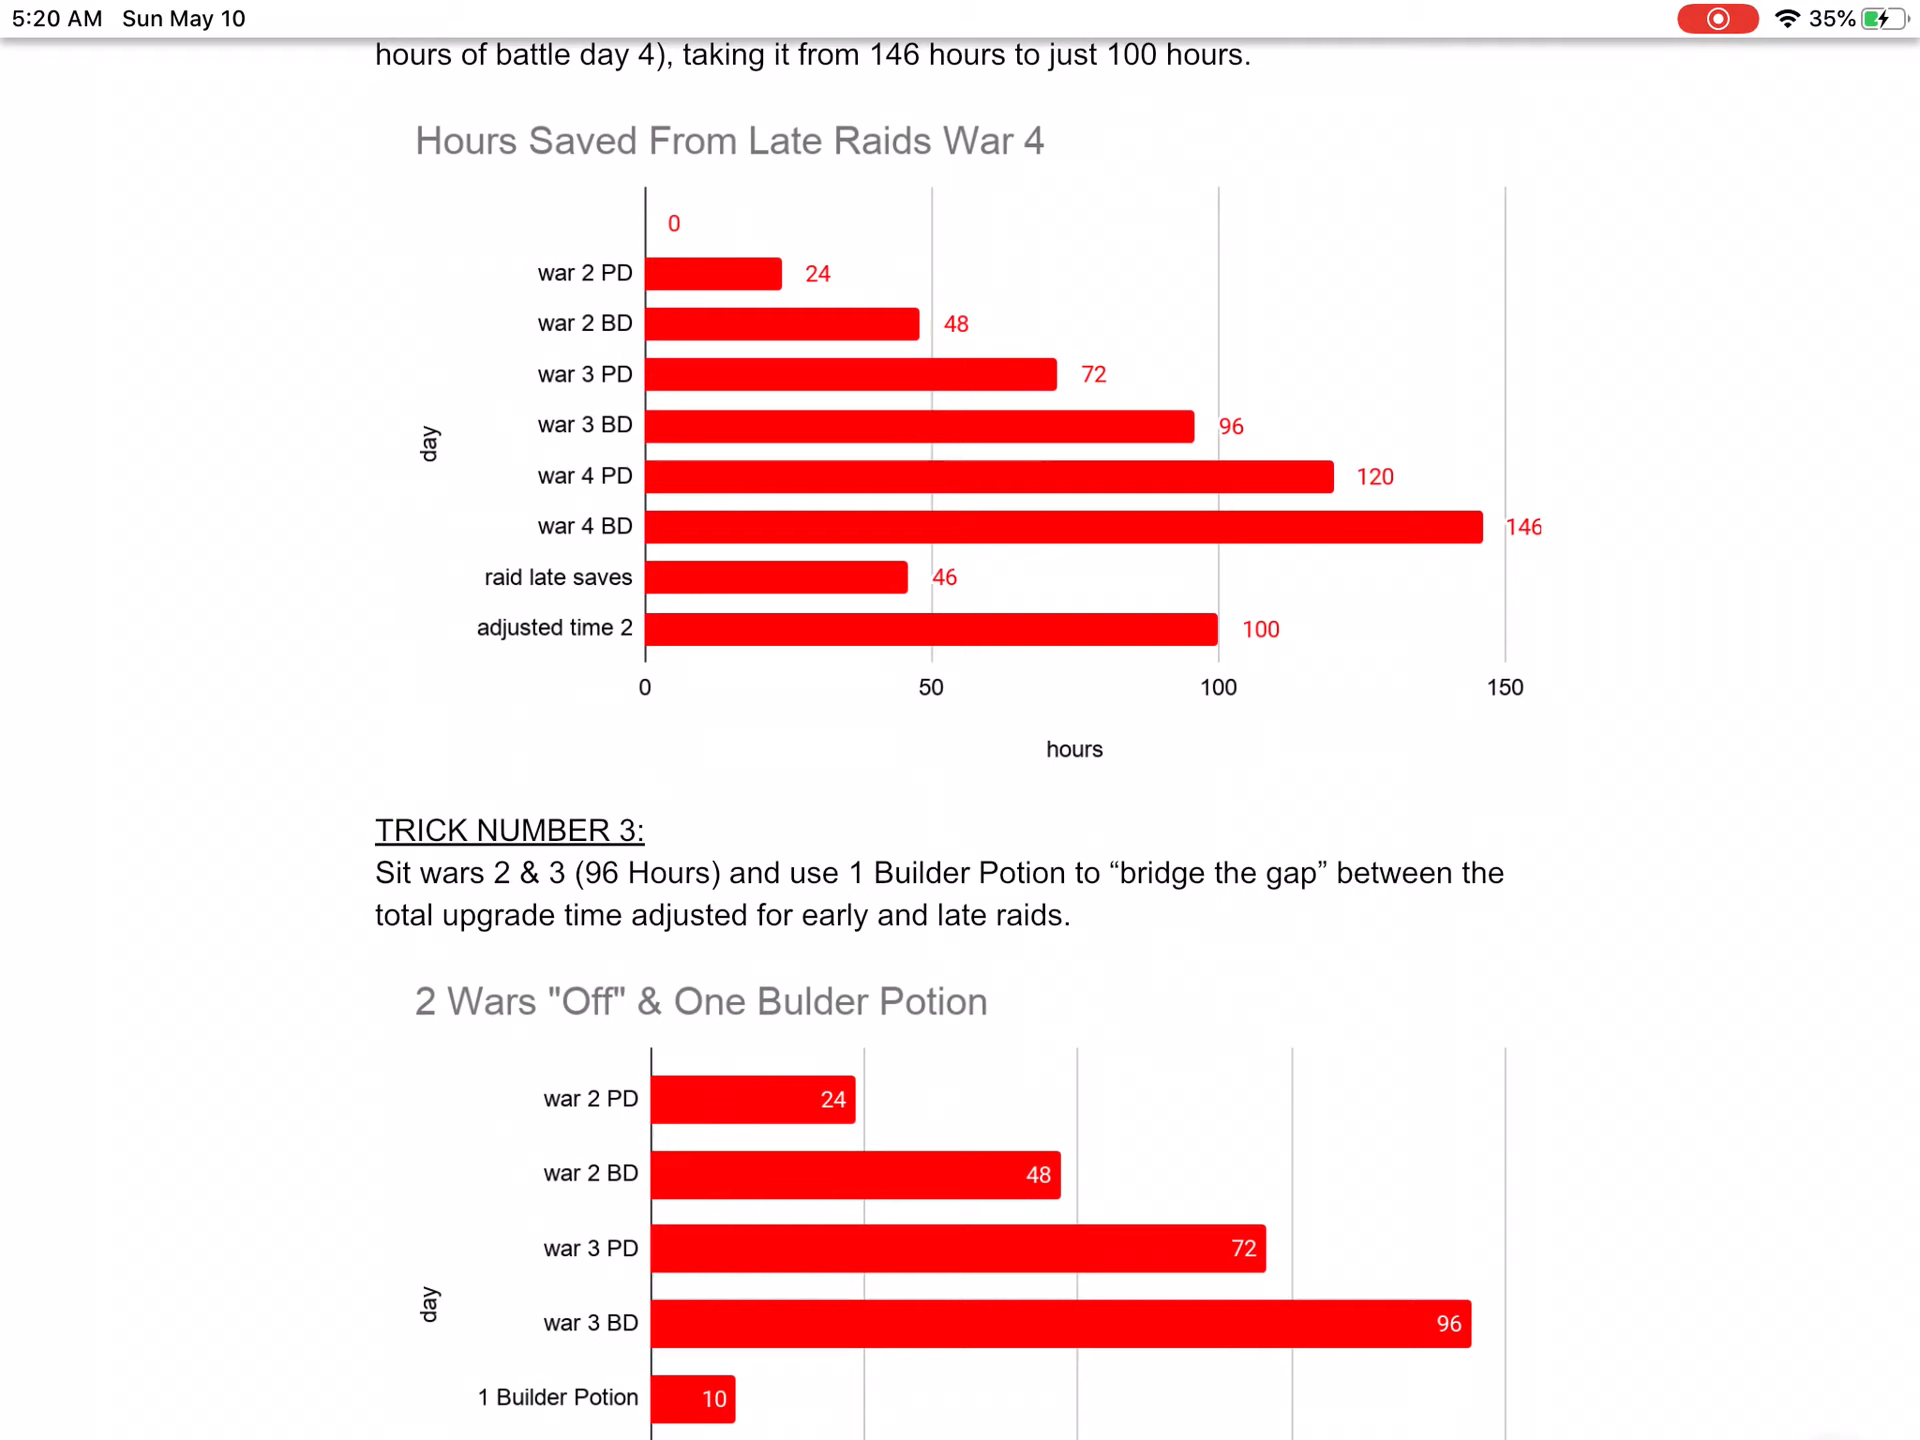 5:20 AM Sun May 10 35%
hours of battle day 4), taking it from 146 hours to just 100 hours.
Hours Saved From Late Raids War 4
0
war 2 PD 24
war 2 BD 48
war 3 PD 72
war 3 BD 96
day
war 4 PD 120
war 4 BD 146
raid late saves 46
adjusted time 2 100
0 50 100 150
hours
TRICK NUMBER 3:
Sit wars 2 & 3 (96 Hours) and use 1 Builder Potion to “bridge the gap” between the
total upgrade time adjusted for early and late raids.
2 Wars "Off" & One Bulder Potion
war 2 PD 24
war 2 BD 48
war 3 PD 72
day
war 3 BD 96
1 Builder Potion 10